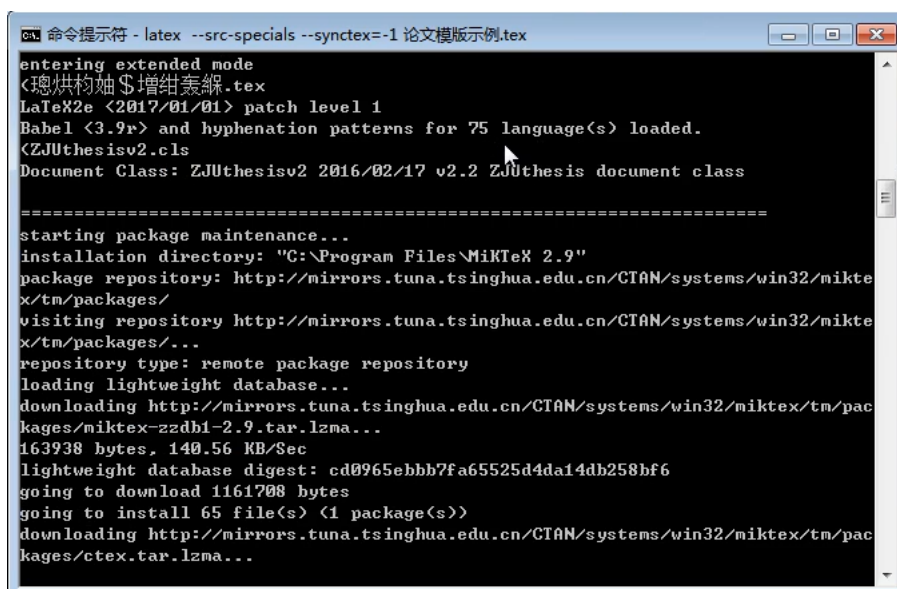 命令提示符 - latex --src-specials --synctex=-1 论文模版示例.tex
entering extended mode
.tex
LaTeX2e <2017/01/01> patch level 1
Babel <3.9r> and hyphenation patterns for 75 language(s) loaded.
(ZJUthesisv2.cls
Document Class: ZJUthesisv2 2016/02/17 v2.2 ZJUthesis document class
======================================================================
starting package maintenance...
installation directory: "C:\Program Files\MiKTeX 2.9"
package repository: http://mirrors.tuna.tsinghua.edu.cn/CTAN/systems/win32/mikte
x/tm/packages/
visiting repository http://mirrors.tuna.tsinghua.edu.cn/CTAN/systems/win32/mikte
x/tm/packages/...
repository type: remote package repository
loading lightweight database...
downloading http://mirrors.tuna.tsinghua.edu.cn/CTAN/systems/win32/miktex/tm/pac
kages/miktex-zzdb1-2.9.tar.lzma...
163938 bytes, 140.56 KB/Sec
lightweight database digest: cd0965ebbb7fa65525d4da14db258bf6
going to download 1161708 bytes
going to install 65 file(s) (1 package(s))
downloading http://mirrors.tuna.tsinghua.edu.cn/CTAN/systems/win32/miktex/tm/pac
kages/ctex.tar.lzma...